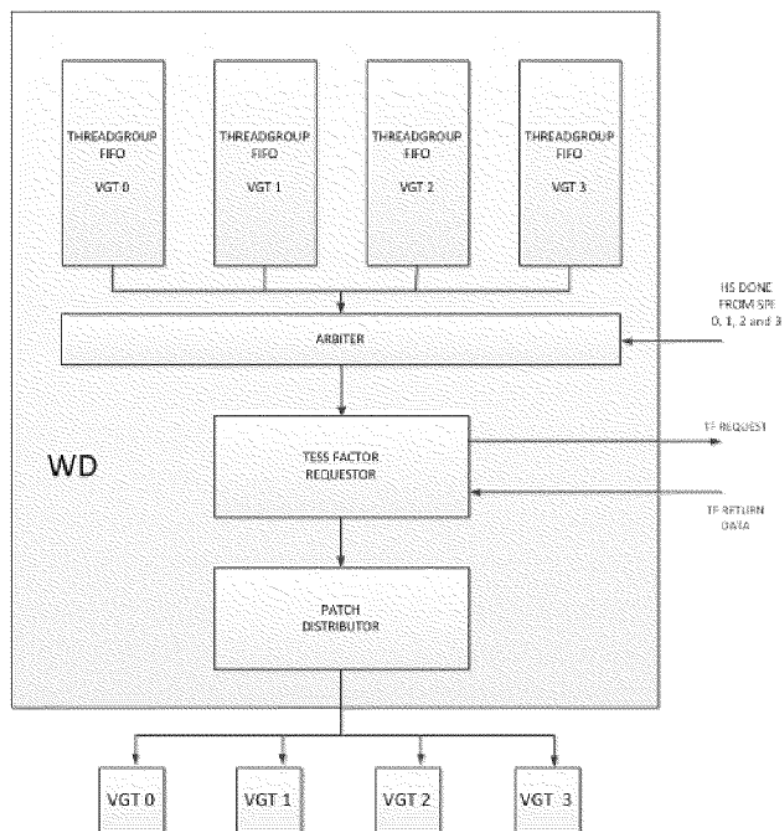 THREADGROUP
FIFO
VGT 0
THREADGROUP
FIFO
VGT 1
THREADGROUP
FIFO
VGT 2
THREADGROUP
FIFO
VGT 3
HS DONE
FROM SPI
0, 1, 2 and 3
ARBITER
TF REQUEST
WD
TESS FACTOR
REQUESTOR
TF RETURN
DATA
PATCH
DISTRIBUTOR
VGT 0
VGT 1
VGT 2
VGT 3